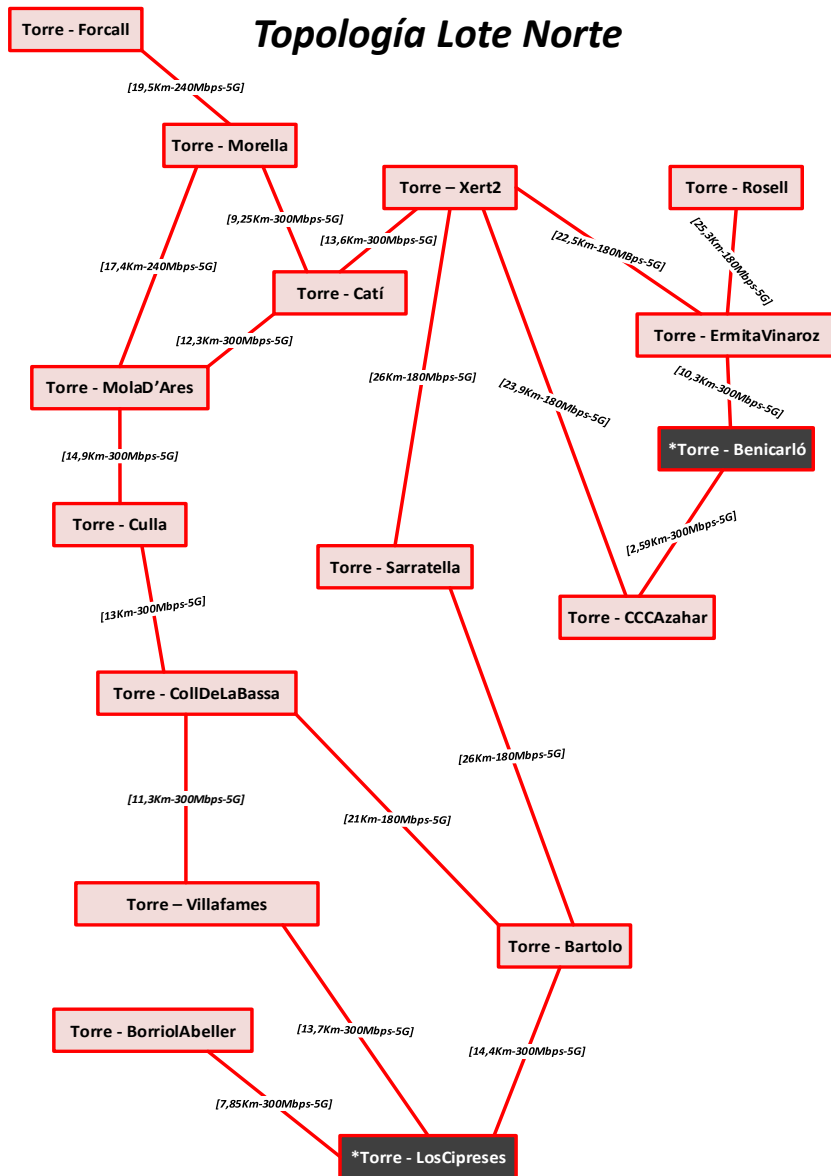 Topología Lote Norte
Torre - Forcall
[19,5Km-240Mbps-5G]
Torre - Morella
Torre – Xert2
Torre - Rosell
[9,25Km-300Mbps-5G]
[13,6Km-300Mbps-5G]
[22,5Km-180MBps-5G]
[25,3Km-180Mbps-5G]
[17,4Km-240Mbps-5G]
Torre - Catí
Torre - ErmitaVinaroz
[12,3Km-300Mbps-5G]
Torre - MolaD’Ares
[26Km-180Mbps-5G]
[23,9Km-180Mbps-5G]
[10,3Km-300Mbps-5G]
*Torre - Benicarló
[14,9Km-300Mbps-5G]
Torre - Culla
[2,59Km-300Mbps-5G]
Torre - Sarratella
[13Km-300Mbps-5G]
Torre - CCCAzahar
Torre - CollDeLaBassa
[26Km-180Mbps-5G]
[11,3Km-300Mbps-5G]
[21Km-180Mbps-5G]
Torre – Villafames
Torre - Bartolo
Torre - BorriolAbeller
[13,7Km-300Mbps-5G]
[14,4Km-300Mbps-5G]
[7,85Km-300Mbps-5G]
*Torre - LosCipreses